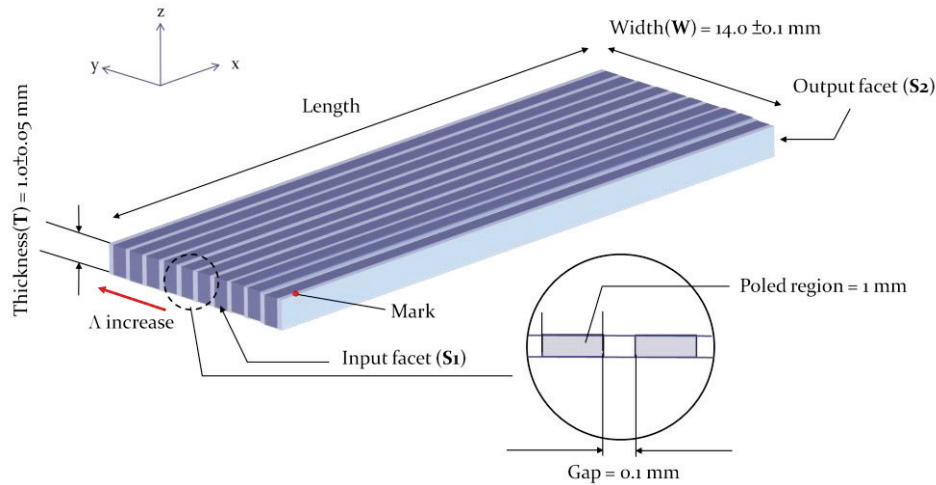 z
y
x
Width(W) = 14.0 ±0.1 mm
Output facet (S2)
Length
Thickness(T) = 1.0±0.05 mm
Mark
Λ increase
Input facet (S1)
Poled region = 1 mm
Gap = 0.1 mm